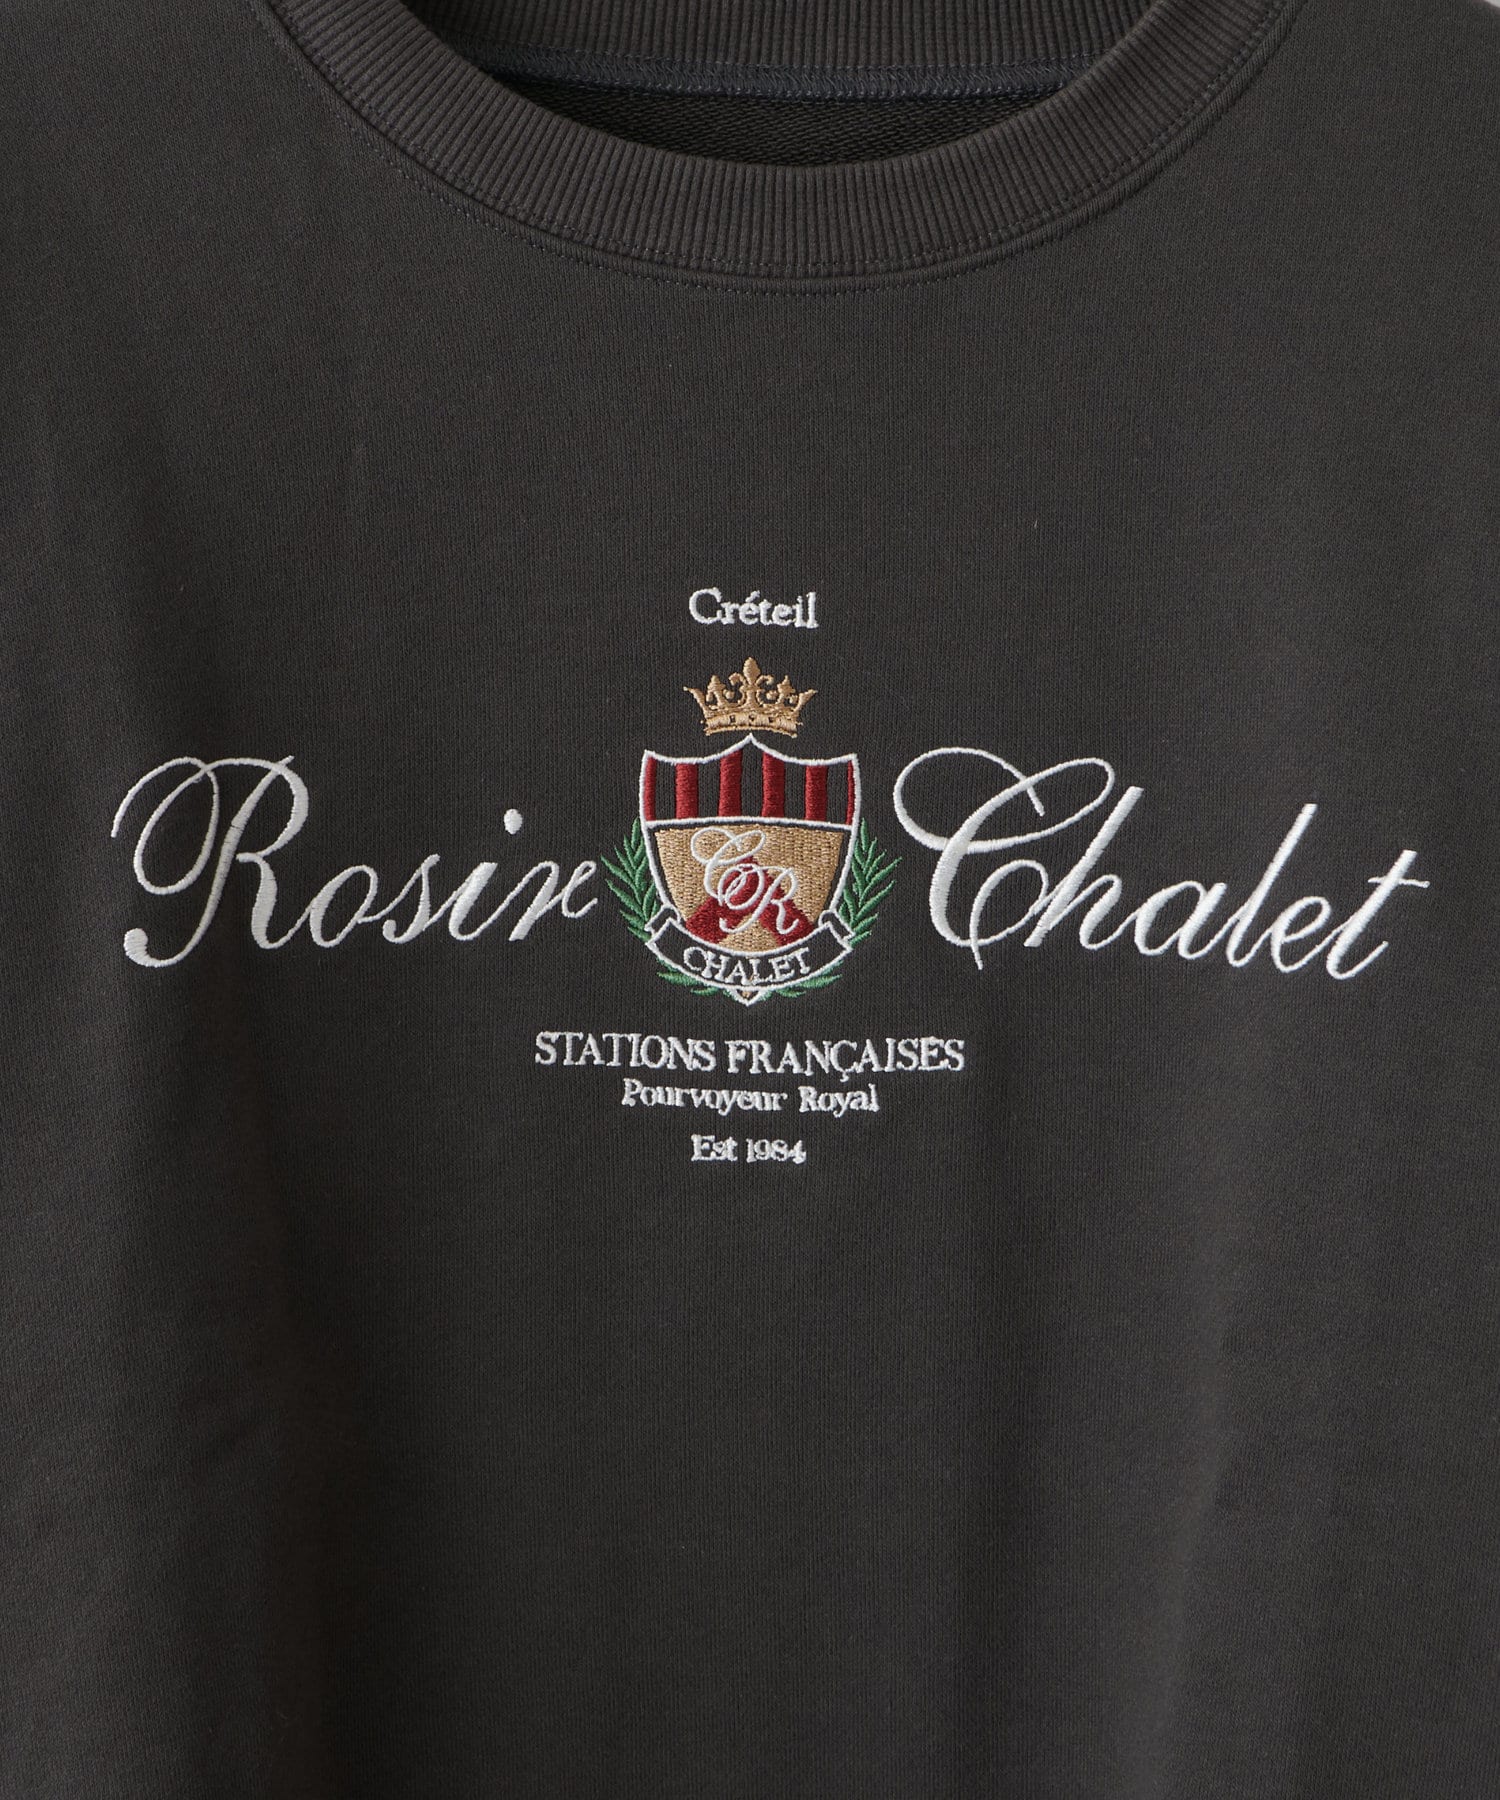 Créteil
Rosir Chalet
CR
CHALET
STATIONS FRANÇAISES
Pourvoyeur Royal
Est 1984